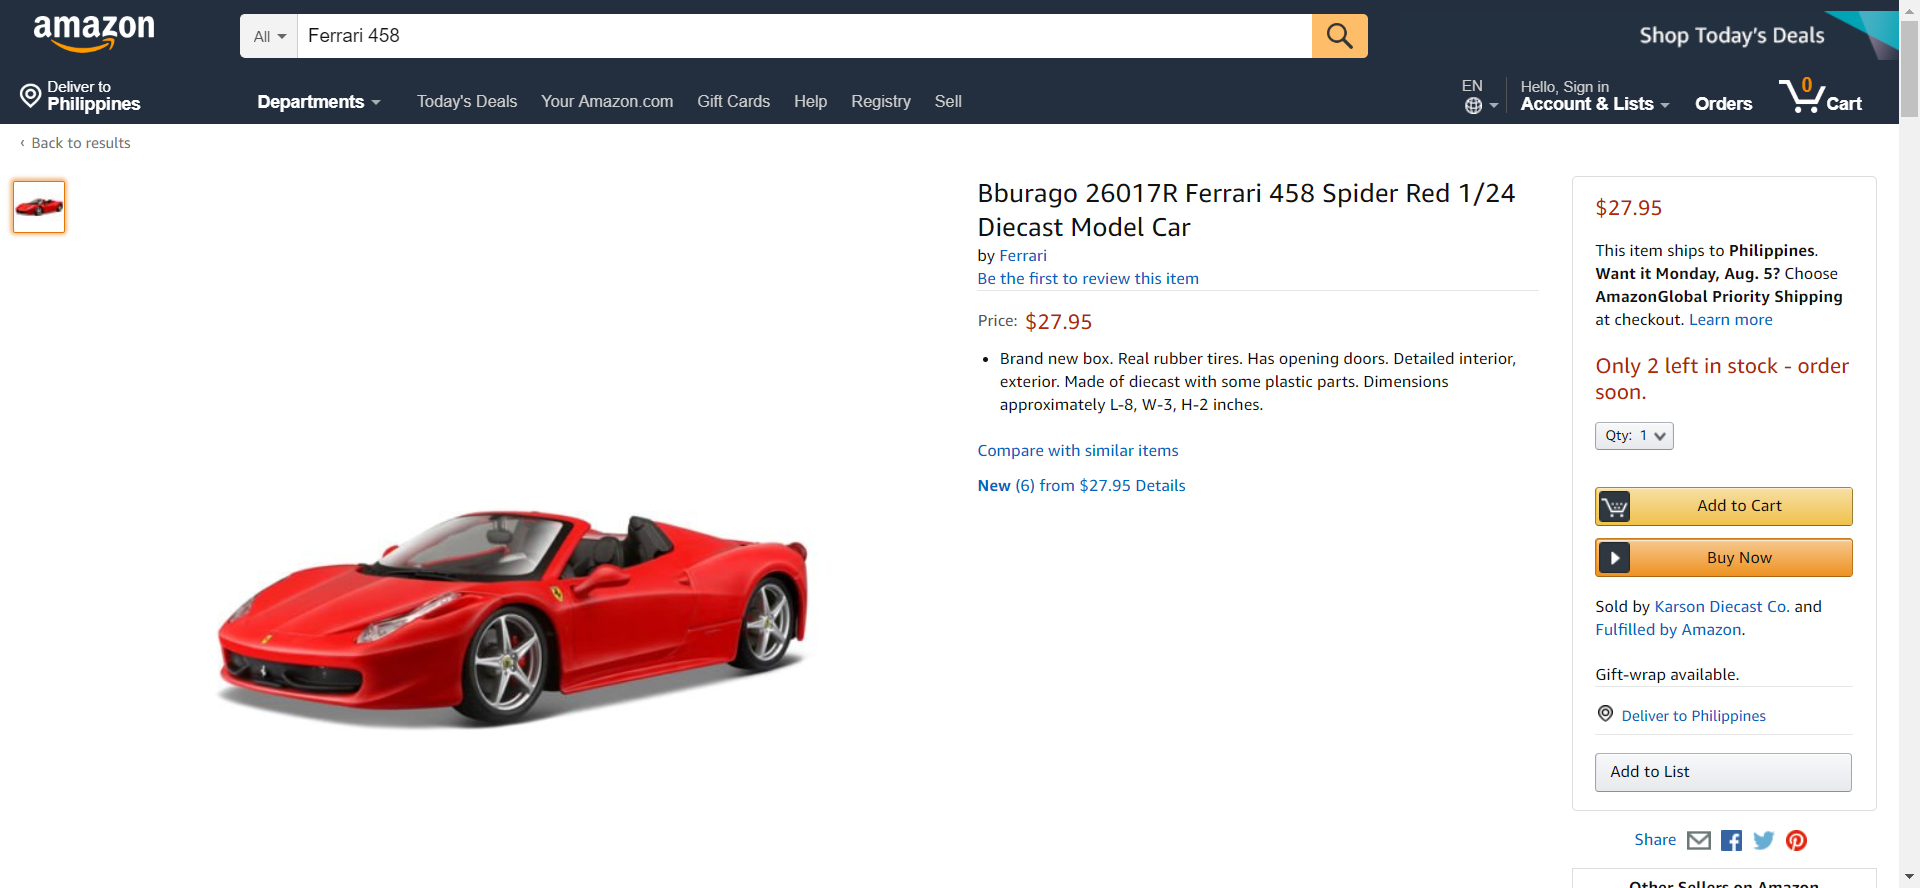 amazon
All
Ferrari 458
Shop Today's Deals
Deliver to
Philippines
Departments
Today's Deals
Your Amazon.com
Gift Cards
Help
Registry
Sell
EN
Hello, Sign in
Account & Lists
Orders
0
Cart
‹ Back to results
Bburago 26017R Ferrari 458 Spider Red 1/24
Diecast Model Car
by Ferrari
Be the first to review this item
Price: $27.95
• Brand new box. Real rubber tires. Has opening doors. Detailed interior,
exterior. Made of diecast with some plastic parts. Dimensions
approximately L-8, W-3, H-2 inches.
Compare with similar items
New (6) from $27.95 Details
$27.95
This item ships to Philippines.
Want it Monday, Aug. 5? Choose
AmazonGlobal Priority Shipping
at checkout. Learn more
Only 2 left in stock - order
soon.
Qty: 1
Add to Cart
Buy Now
Sold by Karson Diecast Co. and
Fulfilled by Amazon.
Gift-wrap available.
Deliver to Philippines
Add to List
Share
Other Sellers on Amazon